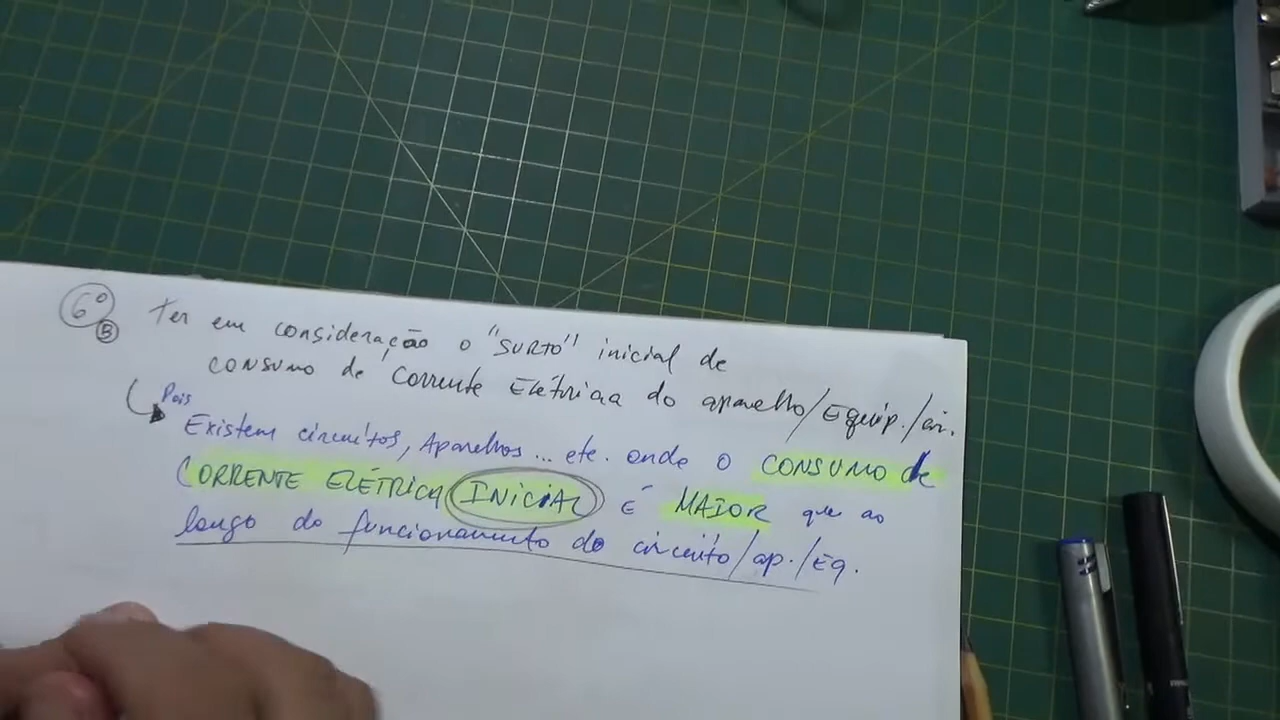 6º B Ter em consideração o "SURTO" inicial de
CONSUMO de Corrente Elétrica do aparelho/Equip./cir.
Pois
Existem circuitos, Aparelhos... etc. onde o CONSUMO de
CORRENTE ELÉTRICA INICIAL É MAIOR que ao
longo do funcionamento do circuito/ap./Eq.